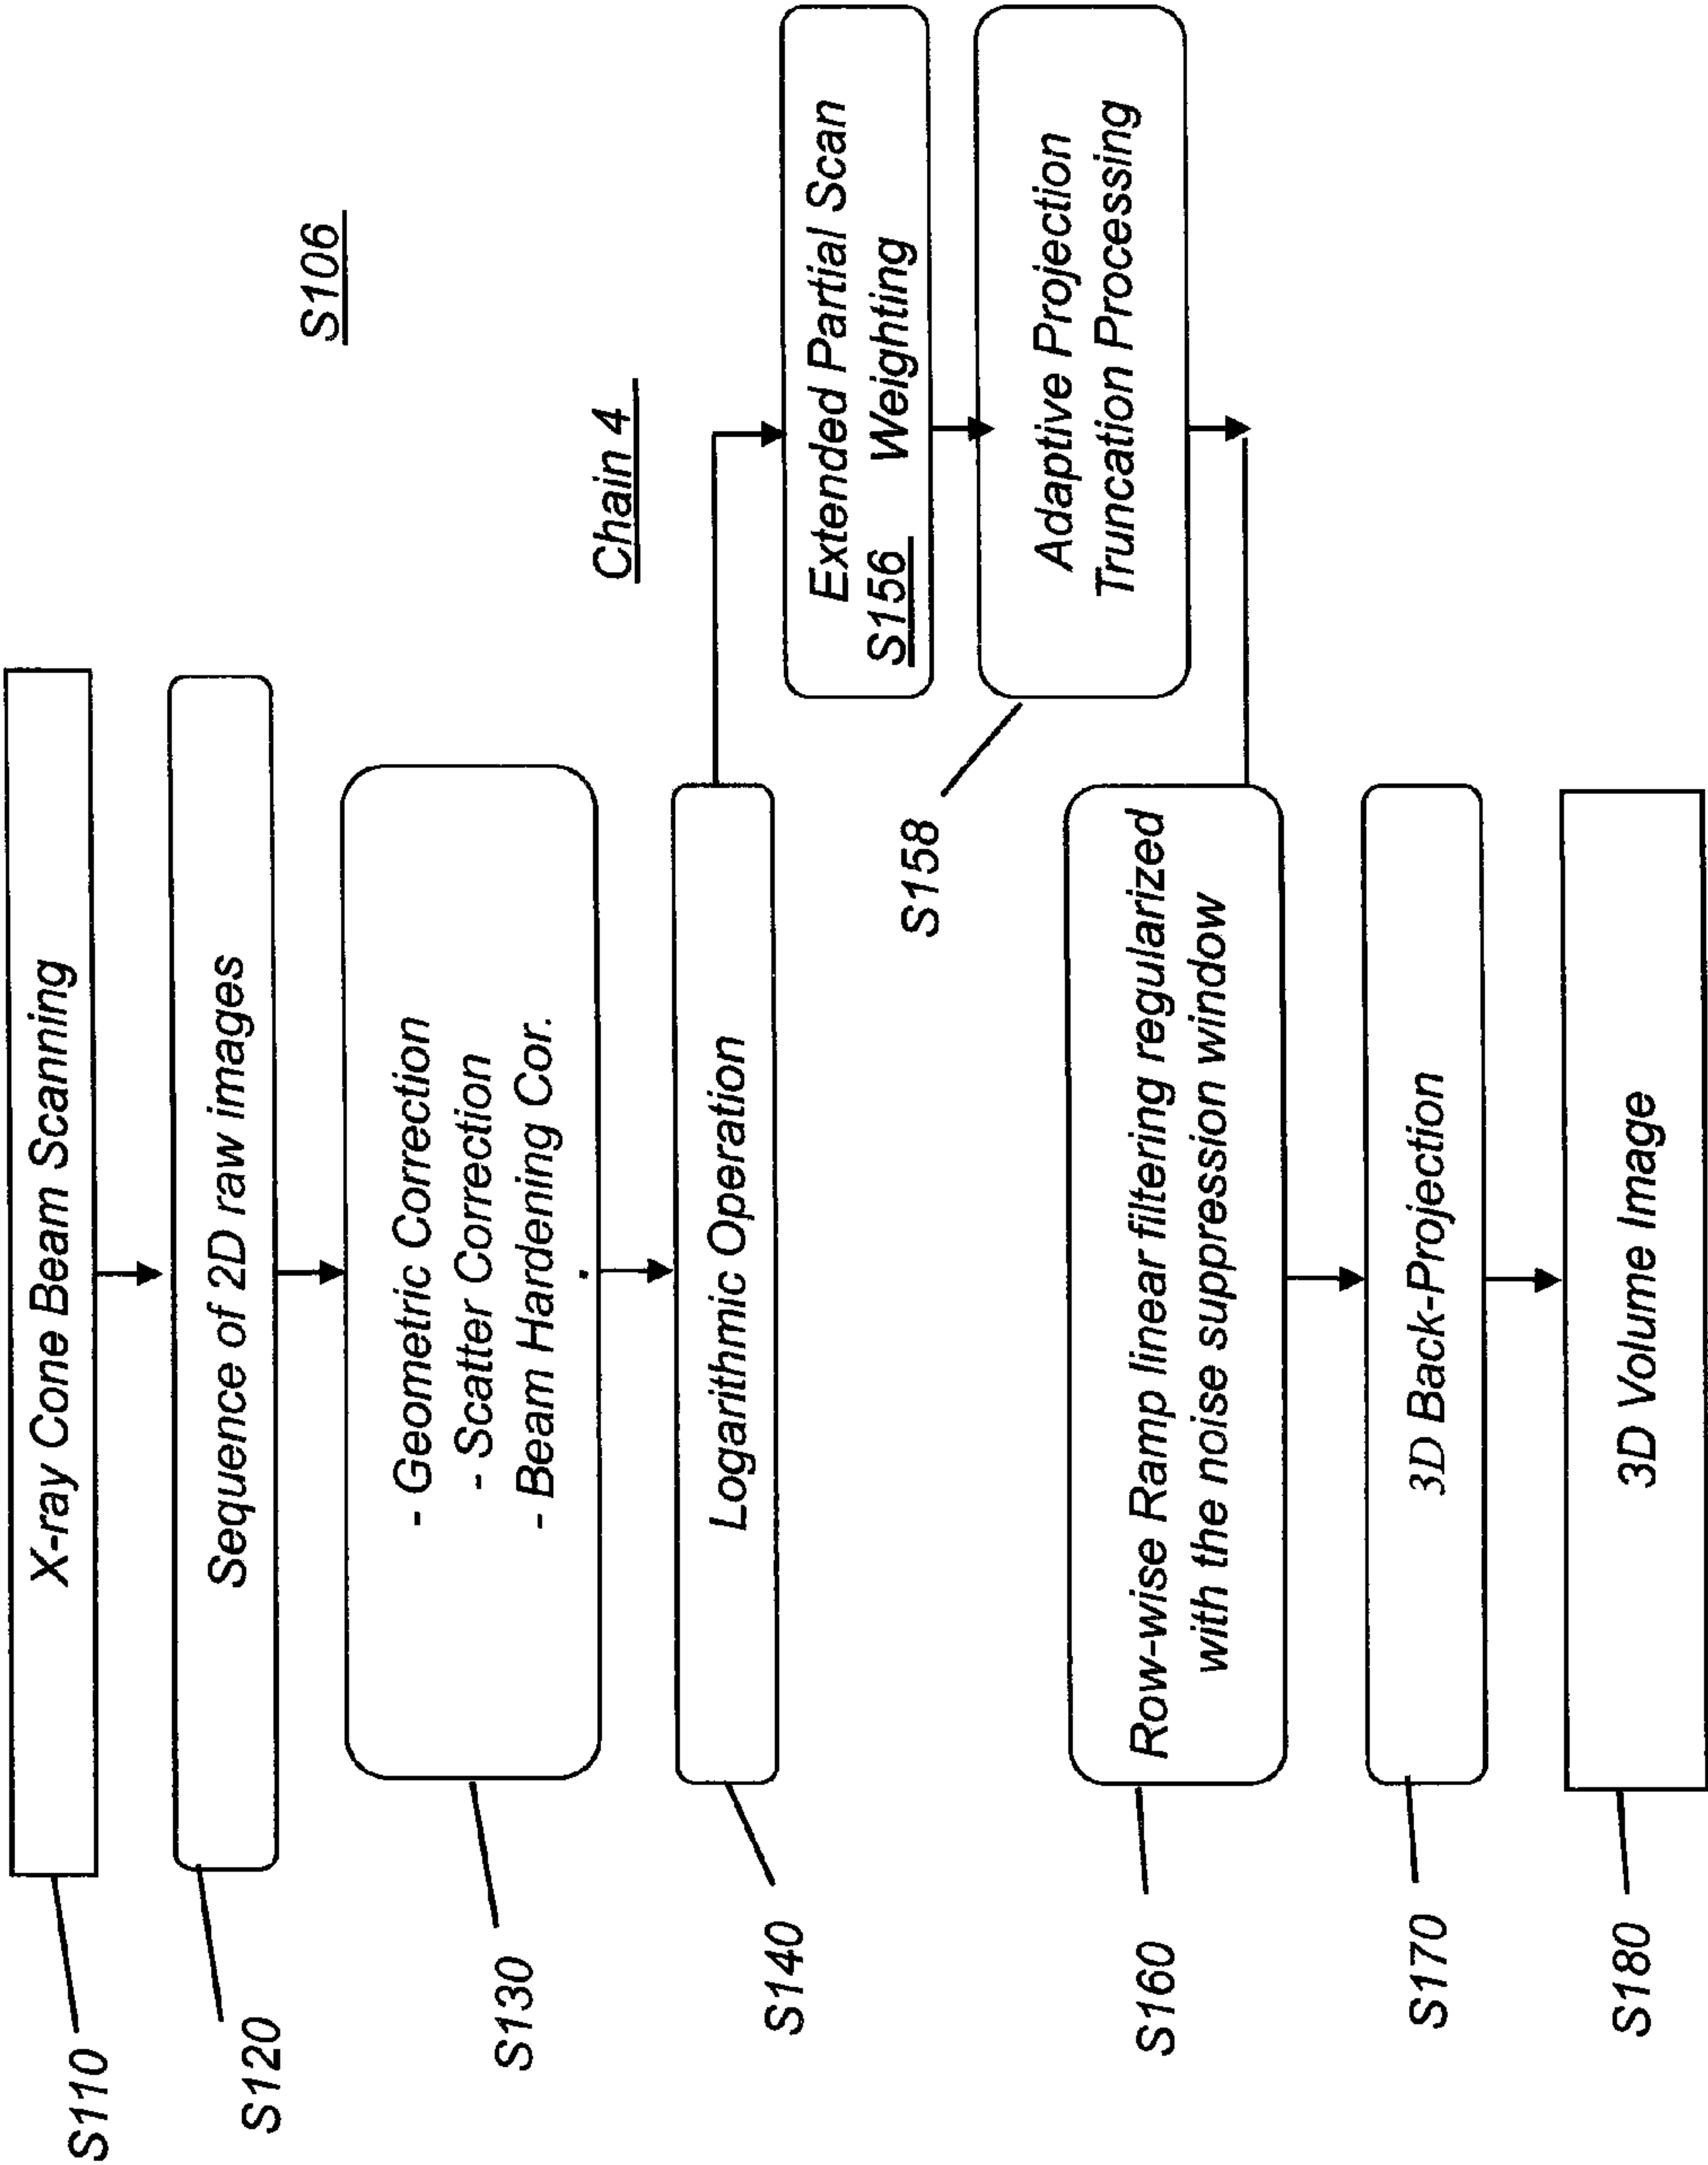 S106
S110
X-ray Cone Beam Scanning
S120
Sequence of 2D raw images
S130
- Geometric Correction
- Scatter Correction
- Beam Hardening Cor.
S140
Logarithmic Operation
Chain 4
Extended Partial Scan
S156 Weighting
S158
Adaptive Projection
Truncation Processing
S160
Row-wise Ramp linear filtering regularized
with the noise suppression window
S170
3D Back-Projection
S180
3D Volume Image